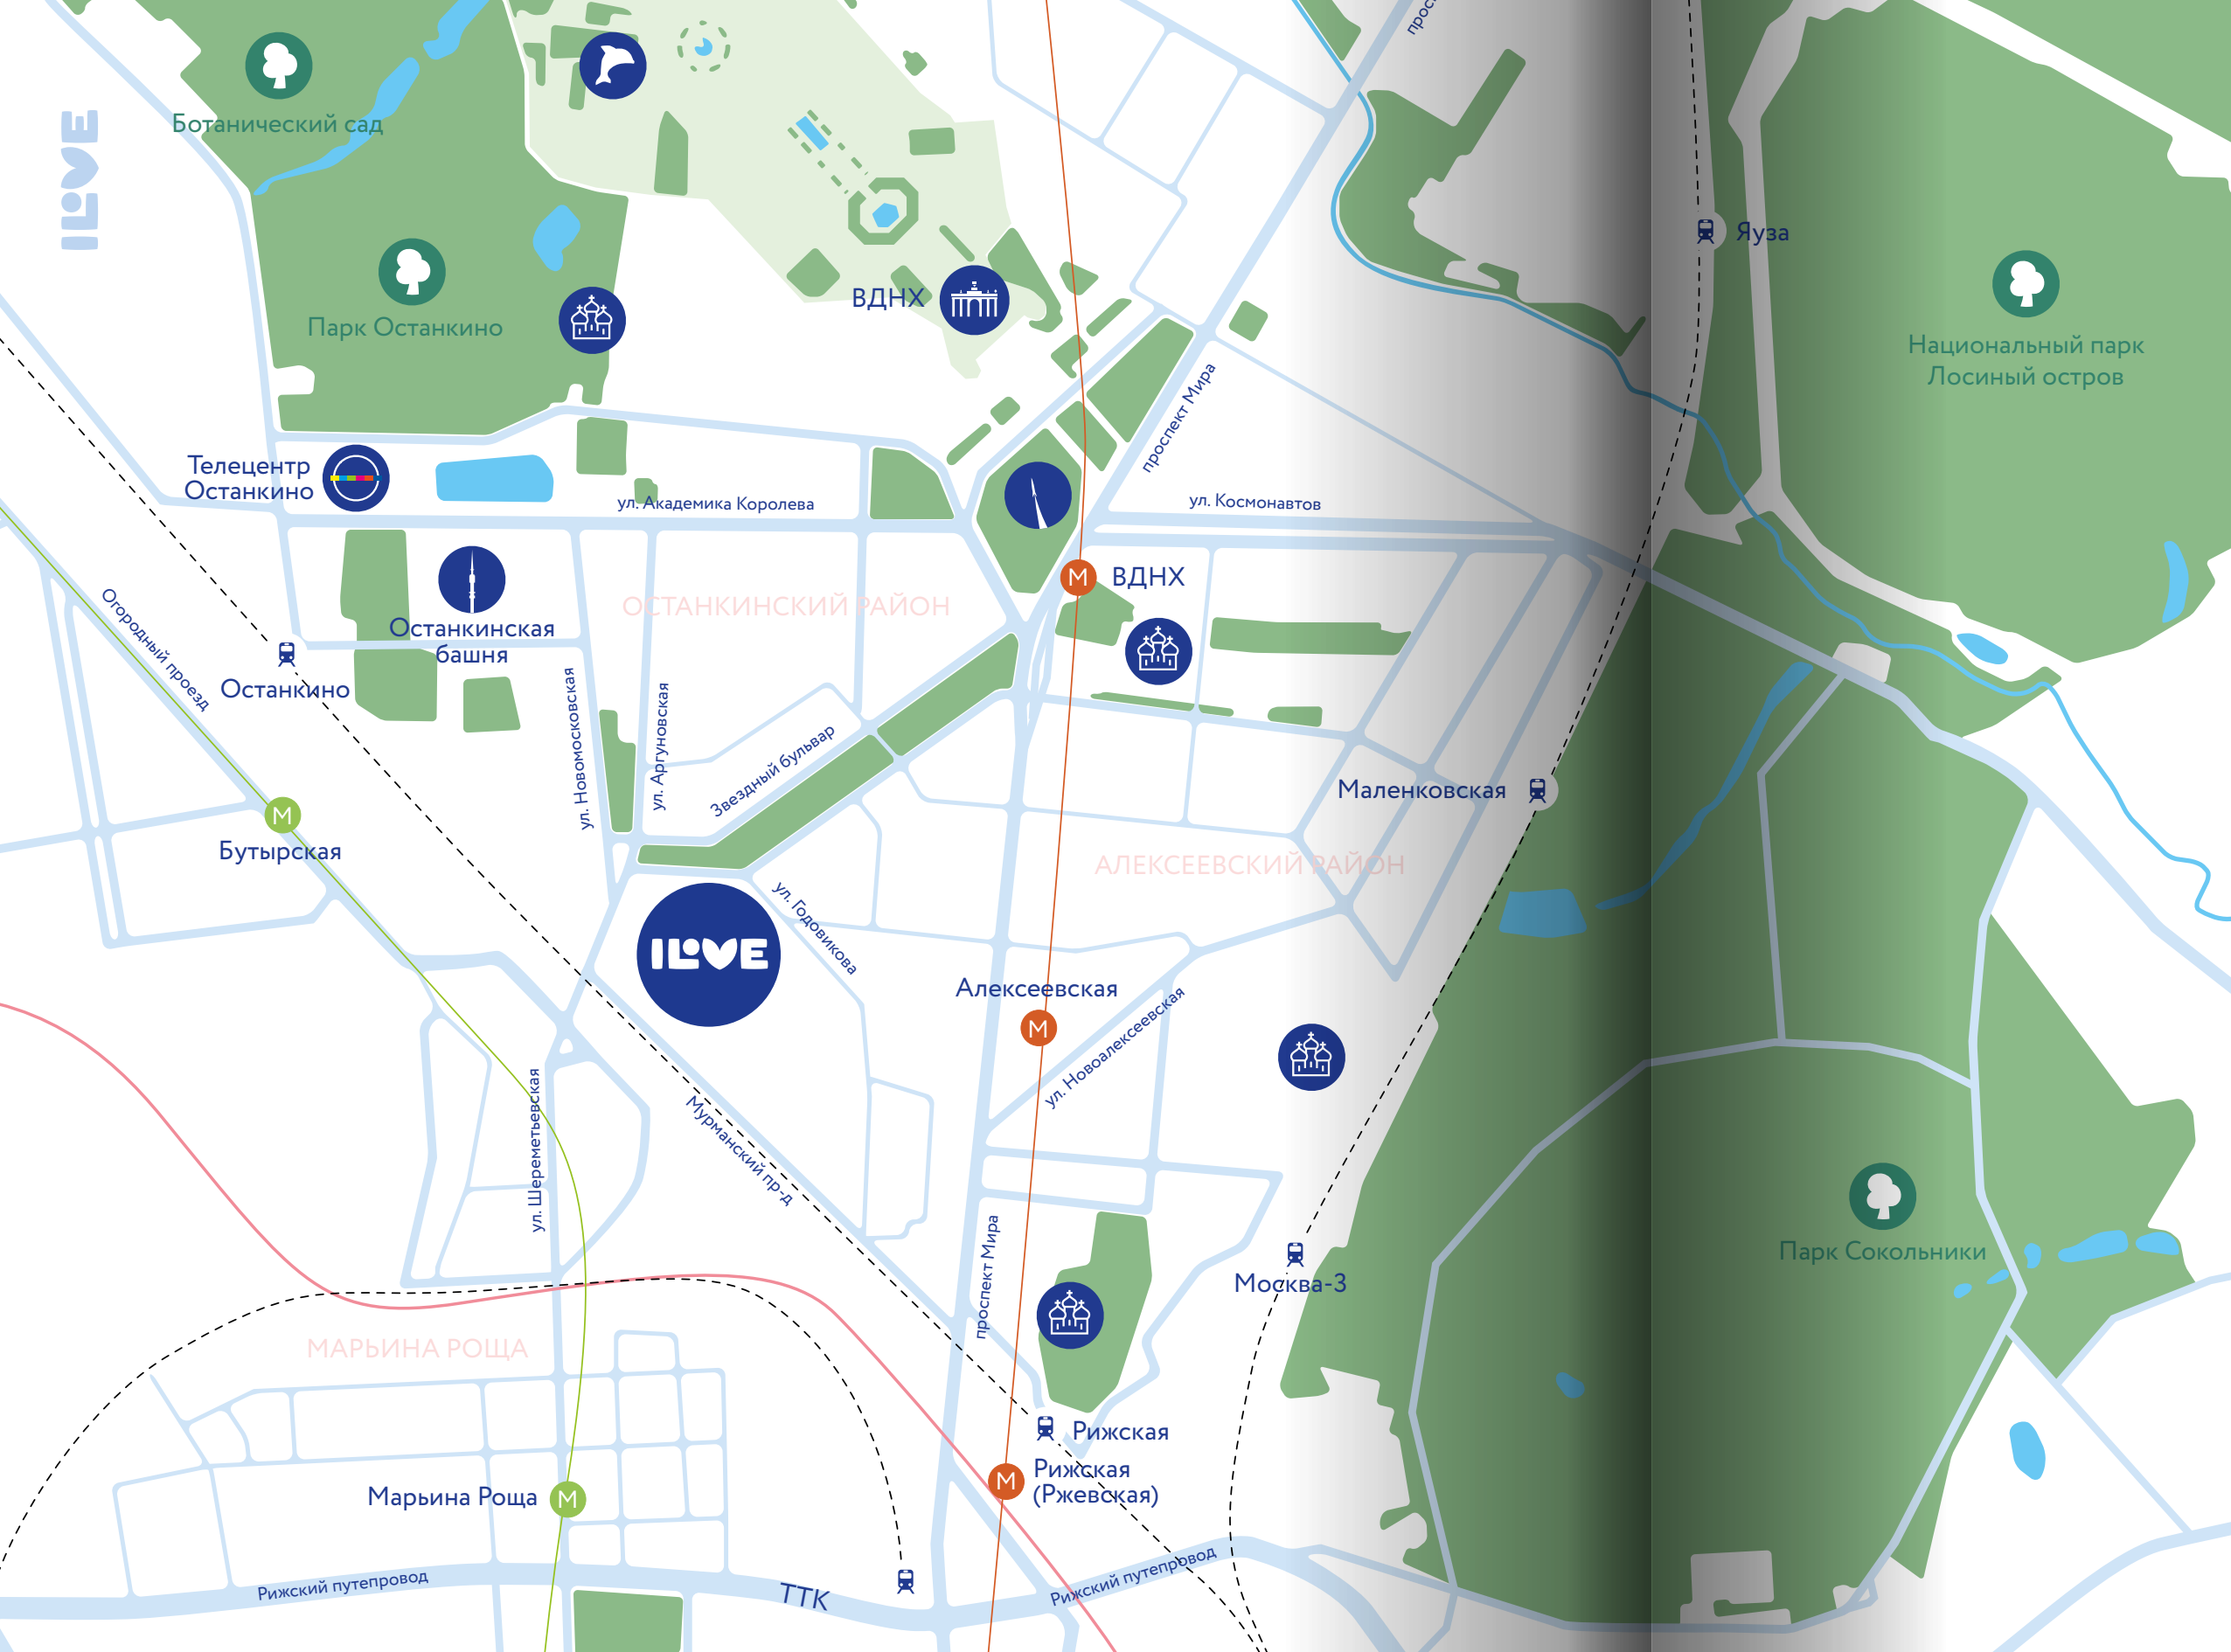 прос
Ботанический сад
ILOVE
Яуза
ВДНХ
Парк Останкино
Национальный парк
Лосиный остров
проспект Мира
Телецентр
Останкино
ул. Академика Королева
ул. Космонавтов
М ВДНХ
ОСТАНКИНСКИЙ РАЙОН
Останкинская
башня
Огородный проезд
Останкино
ул. Новомосковская
ул. Аргуновская
Звездный бульвар
Маленковская
М
Бутырская
АЛЕКСЕЕВСКИЙ РАЙОН
ул. Годовикова
ILOVE
Алексеевская
М
ул. Новоалексеевская
ул. Шереметьевская
Мурманский пр-д
проспект Мира
Парк Сокольники
Москва-3
МАРЬИНА РОЩА
Рижская
М Рижская
(Ржевская)
Марьина Роща М
Рижский путепровод
ТТК
Рижский путепровод